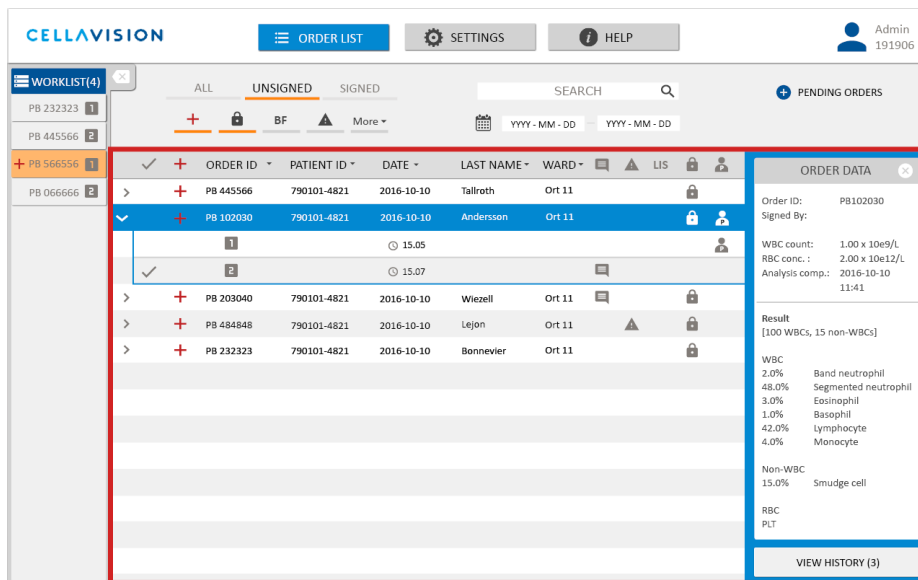 CELLAVISION
ORDER LIST
SETTINGS
i HELP
Admin
191906
WORKLIST(4)
PB 232323 1
PB 445566 2
PB 566556 1
PB 066666 2
ALL UNSIGNED SIGNED
BF More
SEARCH
YYYY - MM - DD – YYYY - MM - DD
PENDING ORDERS
ORDER ID PATIENT ID DATE LAST NAME WARD LIS P
PB 445566 790101-4821 2016-10-10 Tallroth Ort 11
PB 102030 790101-4821 2016-10-10 Andersson Ort 11 P
1 15.05 P
2 15.07
PB 203040 790101-4821 2016-10-10 Wiezell Ort 11
PB 484848 790101-4821 2016-10-10 Lejon Ort 11
PB 232323 790101-4821 2016-10-10 Bonnevier Ort 11
ORDER DATA
Order ID: PB102030
Signed By:
WBC count: 1.00 x 10e9/L
RBC conc. : 2.00 x 10e12/L
Analysis comp.: 2016-10-10
11:41
Result
[100 WBCs, 15 non-WBCs]
WBC
2.0% Band neutrophil
48.0% Segmented neutrophil
3.0% Eosinophil
1.0% Basophil
42.0% Lymphocyte
4.0% Monocyte
Non-WBC
15.0% Smudge cell
RBC
PLT
VIEW HISTORY (3)